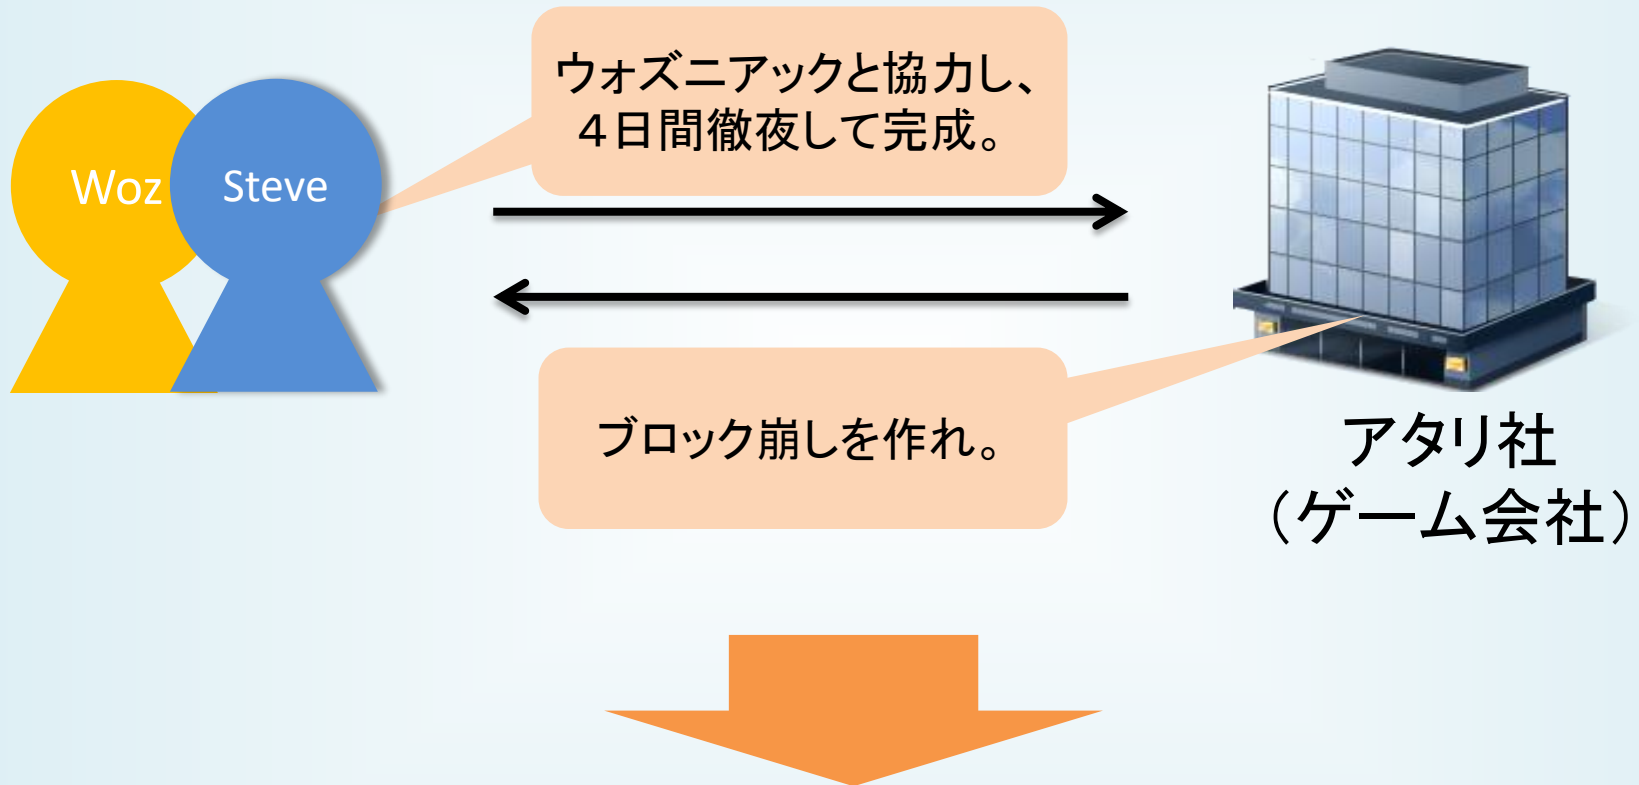 ウォズニアックと協力し、
４日間徹夜して完成。
Woz
Steve
ブロック崩しを作れ。
アタリ社
（ゲーム会社）